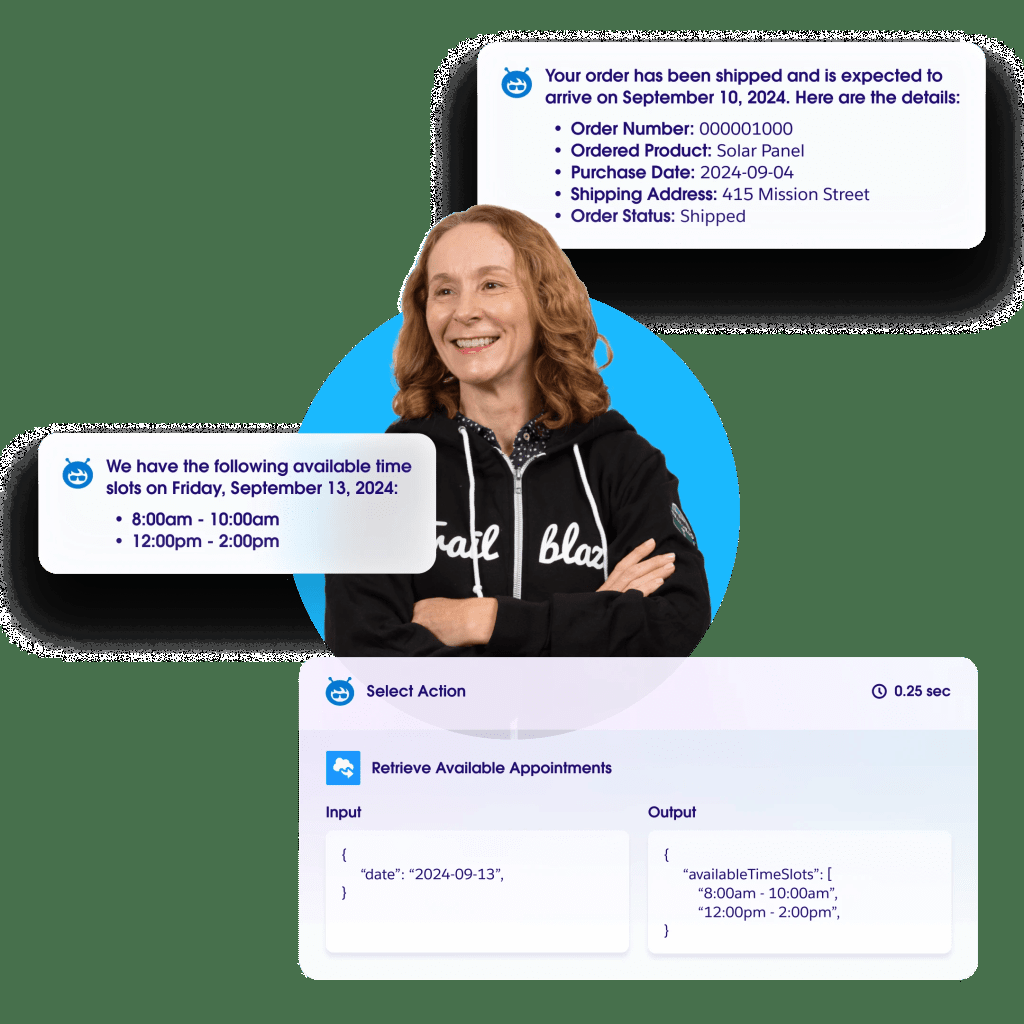 Your order has been shipped and is expected to
arrive on September 10, 2024. Here are the details:
• Order Number: 000001000
• Ordered Product: Solar Panel
• Purchase Date: 2024-09-04
• Shipping Address: 415 Mission Street
• Order Status: Shipped
We have the following available time
slots on Friday, September 13, 2024:
• 8:00am - 10:00am
• 12:00pm - 2:00pm
rail blaz
Select Action 0.25 sec
Retrieve Available Appointments
Input Output
{ {
“date”: “2024-09-13”, “availableTimeSlots”: [
} “8:00am - 10:00am”,
“12:00pm - 2:00pm”,
}